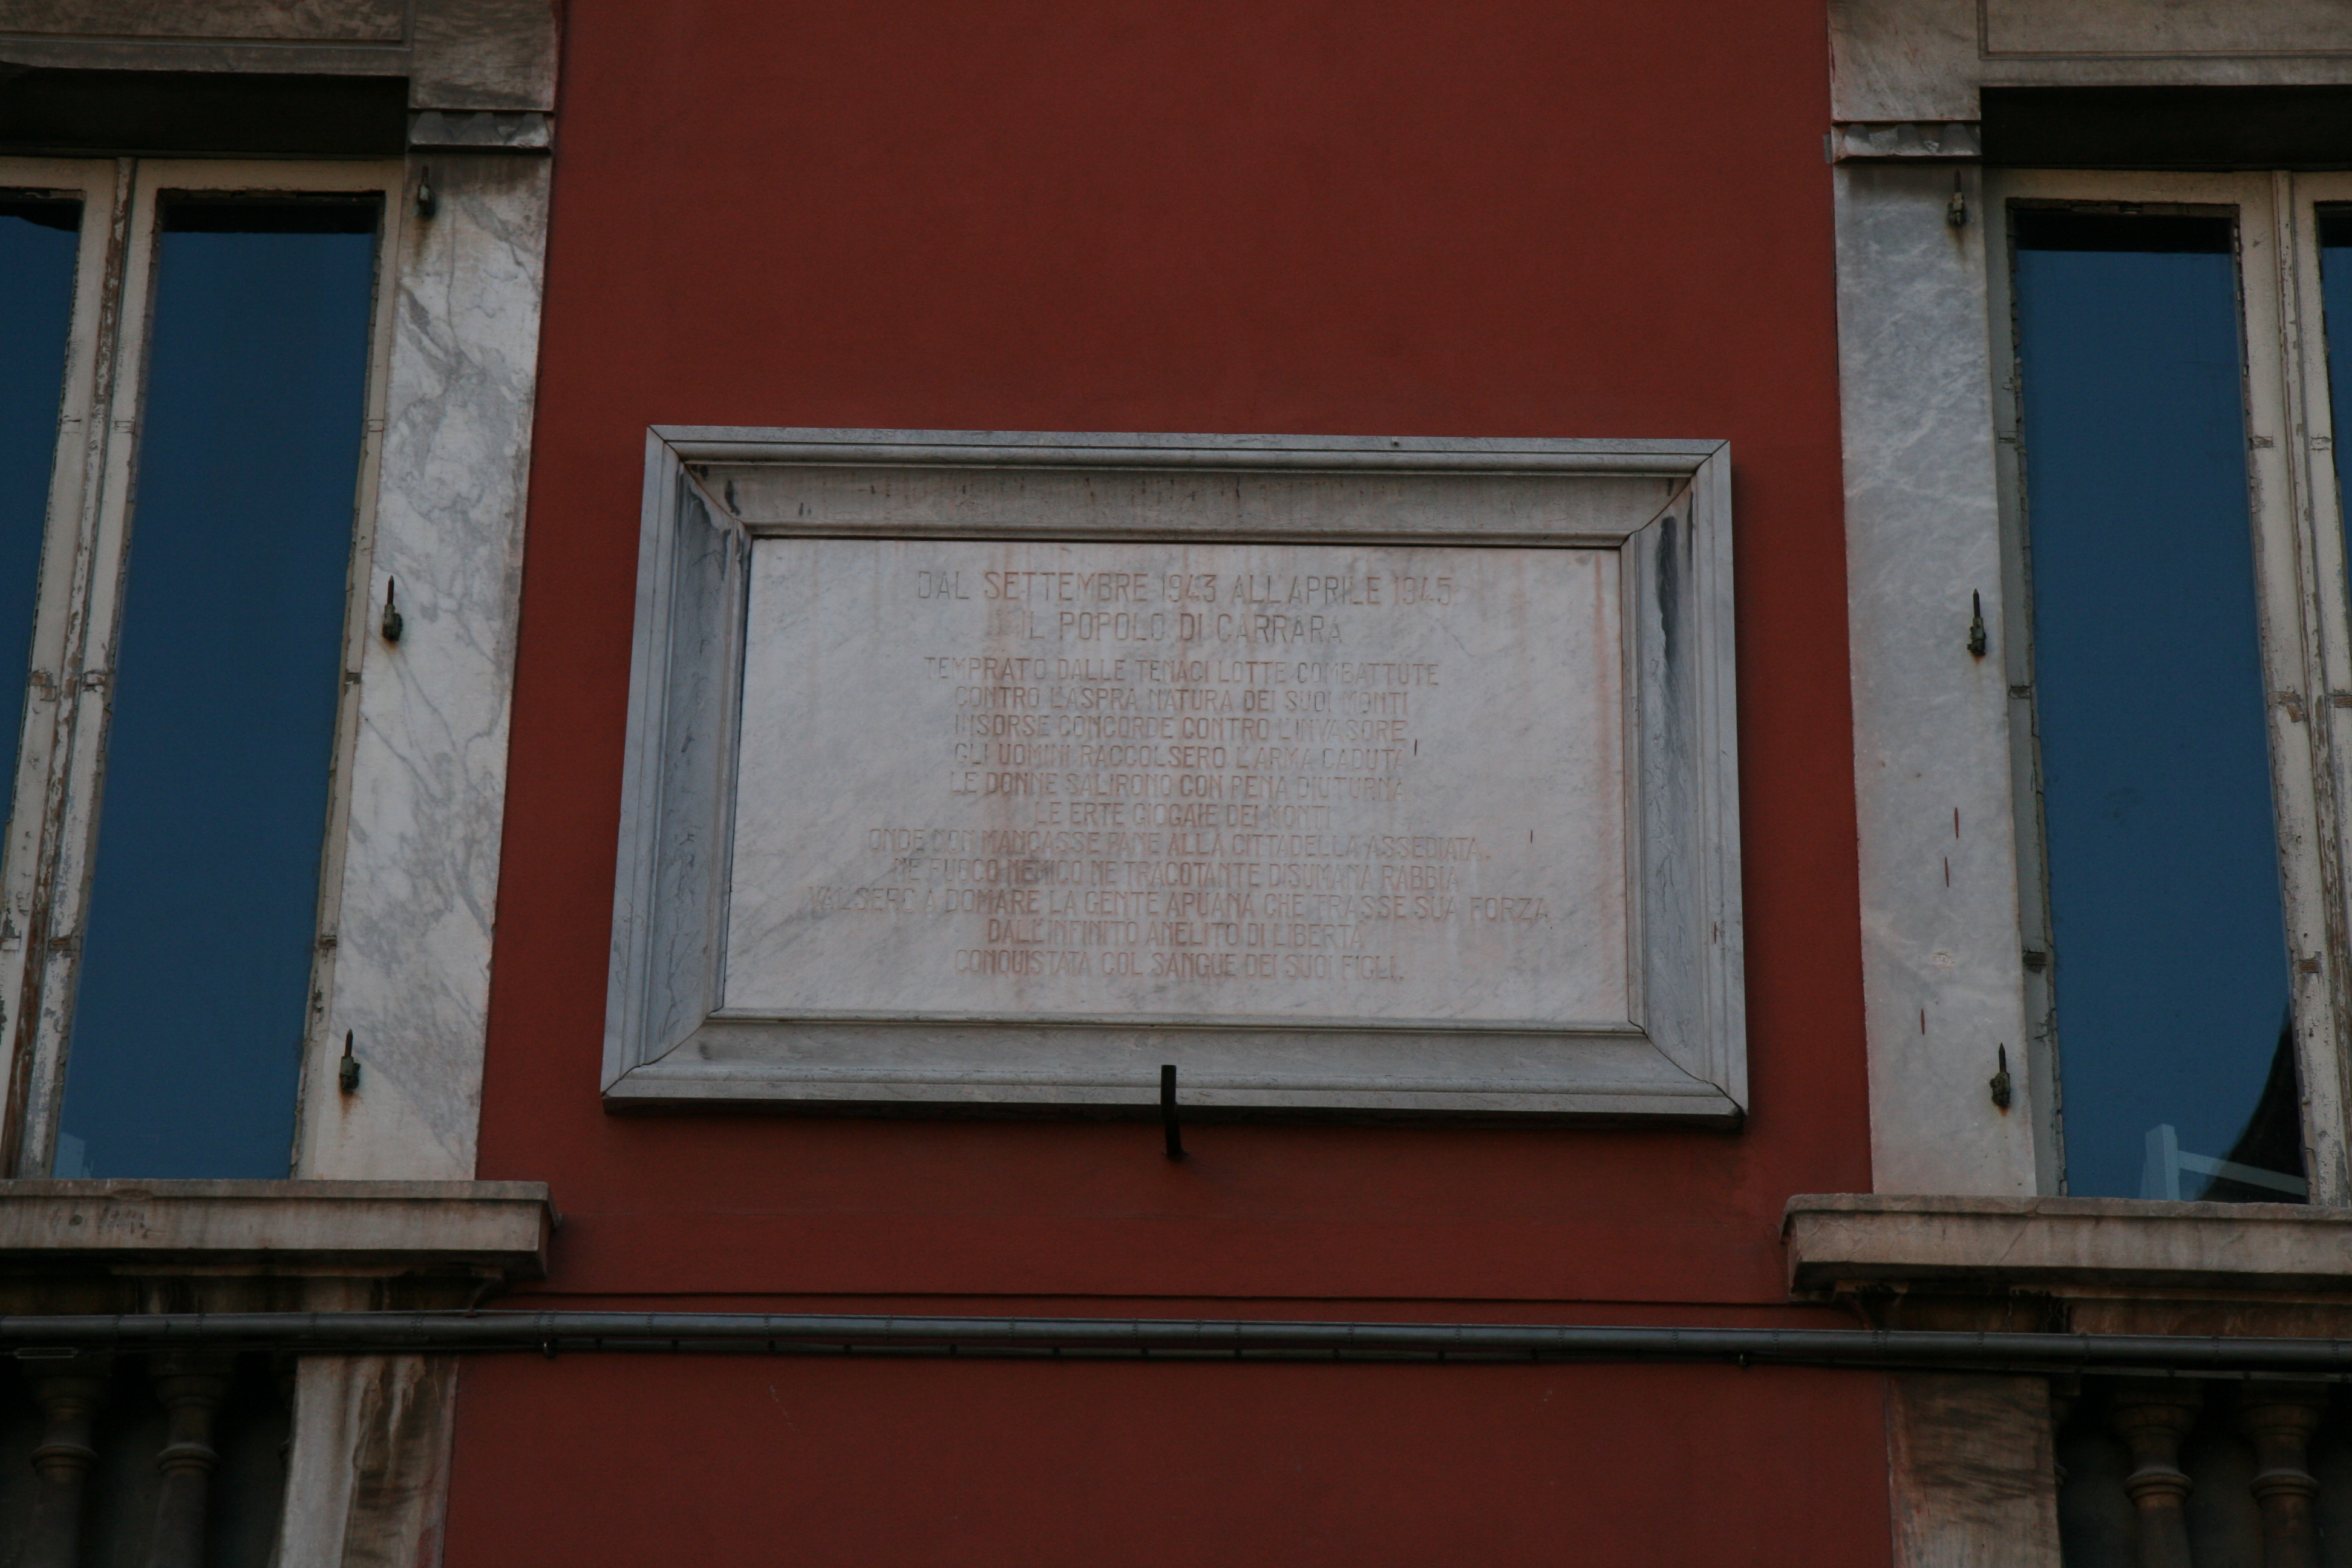 DAL SETTEMBRE 1943 ALL'APRILE 1945
IL POPOLO DI CARRARA
TEMPRATO DALLE TENACI LOTTE COMBATTUTE
CONTRO L'ASPRA NATURA DEI SUOI MONTI
INSORSE CONCORDE CONTRO L'INVASORE
GLI UOMINI RACCOLSERO L'ARMA CADUTA
LE DONNE SALIRONO CON PENA DIUTURNA
LE ERTE GIOGAIE DEI MONTI
ONDE NON MANCASSE PANE ALLA CITTADELLA ASSEDIATA.
NE FUOCO NEMICO NE TRACOTANTE DISUMANA RABBIA
VALSERO A DOMARE LA GENTE APUANA CHE TRASSE SUA FORZA
DALL'INFINITO ANELITO DI LIBERTA'
CONQUISTATA COL SANGUE DEI SUOI FIGLI.